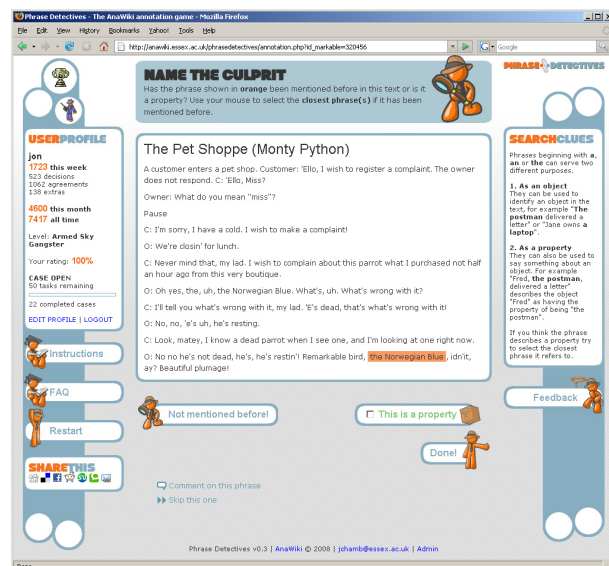 Phrase Detectives - The AnaWiki annotation game - Mozilla Firefox
File Edit View History Bookmarks Yahoo! Tools Help
http://anawiki.essex.ac.uk/phrasedetectives/annotation.php?id_markable=320456
Google
NAME THE CULPRIT
Has the phrase shown in orange been mentioned before in this text or is it
a property? Use your mouse to select the closest phrase(s) if it has been
mentioned before.
PHRASE DETECTIVES
USERPROFILE
jon
1723 this week
523 decisions
1062 agreements
138 extras
4600 this month
7417 all time
Level: Armed Sky
Gangster
Your rating: 100%
CASE OPEN
50 tasks remaining
22 completed cases
EDIT PROFILE | LOGOUT
Instructions
FAQ
Restart
SHARETHIS
The Pet Shoppe (Monty Python)
A customer enters a pet shop. Customer: 'Ello, I wish to register a complaint. The owner
does not respond. C: 'Ello, Miss?
Owner: What do you mean "miss"?
Pause
C: I'm sorry, I have a cold. I wish to make a complaint!
O: We're closin' for lunch.
C: Never mind that, my lad. I wish to complain about this parrot what I purchased not half
an hour ago from this very boutique.
O: Oh yes, the, uh, the Norwegian Blue. What's, uh. What's wrong with it?
C: I'll tell you what's wrong with it, my lad. 'E's dead, that's what's wrong with it!
O: No, no, 'e's uh, he's resting.
C: Look, matey, I know a dead parrot when I see one, and I'm looking at one right now.
O: No no he's not dead, he's, he's restin'! Remarkable bird, the Norwegian Blue, idn'it,
ay? Beautiful plumage!
Not mentioned before!
This is a property
Done!
Comment on this phrase
Skip this one
SEARCHCLUES
Phrases beginning with a,
an or the can serve two
different purposes.
1. As an object
They can be used to
identify an object in the
text, for example "The
postman delivered a
letter" or "Jane owns a
laptop".
2. As a property
They can also be used to
say something about an
object. For example
"Fred, the postman,
delivered a letter"
describes the object
"Fred" as having the
property of being "the
postman".
If you think the phrase
describes a property try
to select the closest
phrase it refers to.
Feedback
Phrase Detectives v0.3 | AnaWiki © 2008 | jchamb@essex.ac.uk | Admin